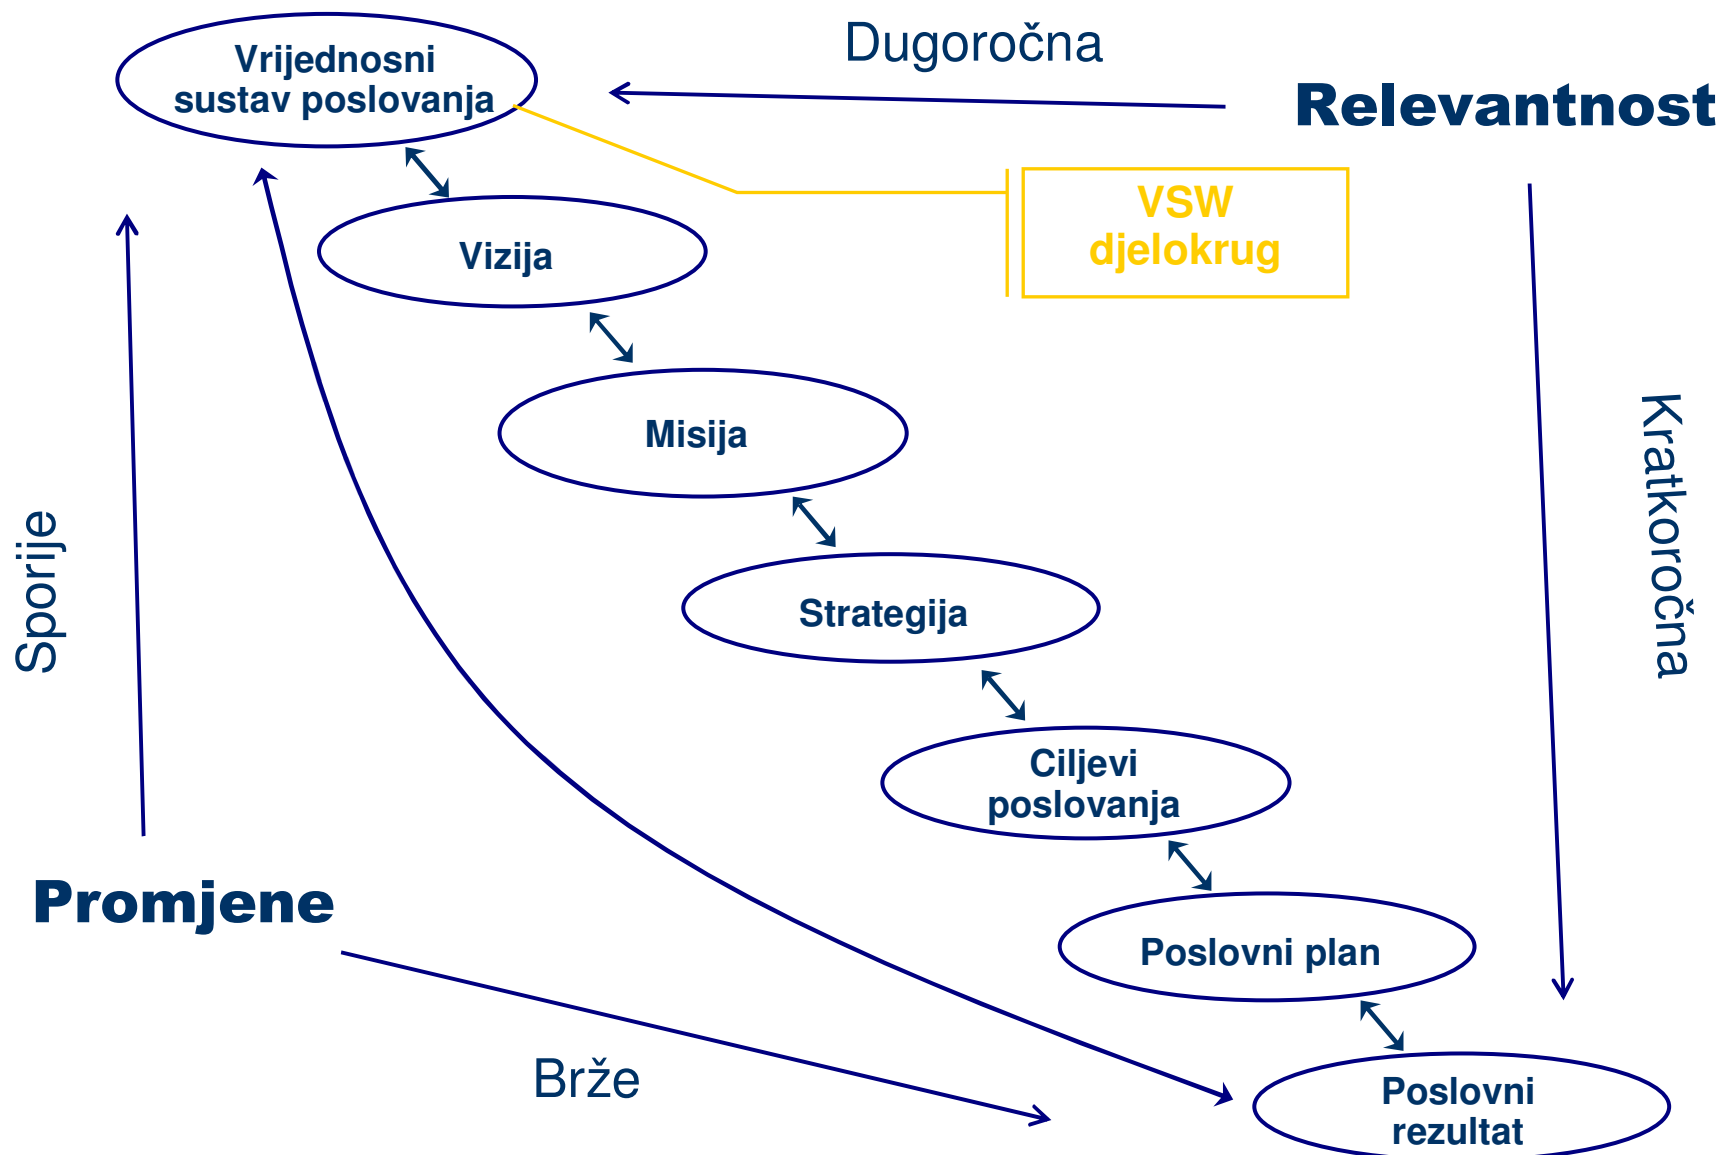 Dugoročna
Vrijednosni
sustav poslovanja
Relevantnost
VSW
djelokrug
Vizija
Misija
Kratkoročna
Sporije
Strategija
Ciljevi
poslovanja
Promjene
Poslovni plan
Brže
Poslovni
rezultat